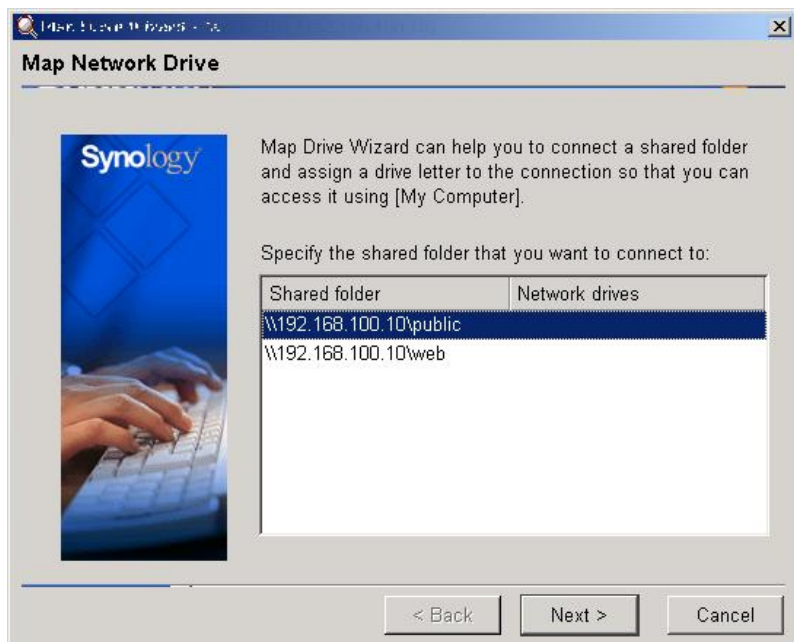 Map Network Drive
Synology
Map Drive Wizard can help you to connect a shared folder
and assign a drive letter to the connection so that you can
access it using [My Computer].
Specify the shared folder that you want to connect to:
Shared folder Network drives
\\192.168.100.10\public
\\192.168.100.10\web
< Back Next > Cancel